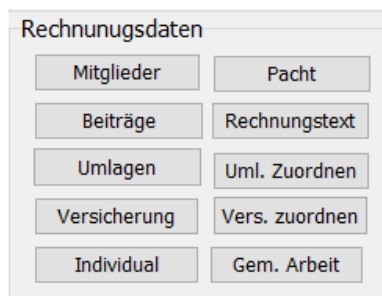 Rechnunugsdaten
Mitglieder Pacht
Beiträge Rechnungstext
Umlagen Uml. Zuordnen
Versicherung Vers. zuordnen
Individual Gem. Arbeit